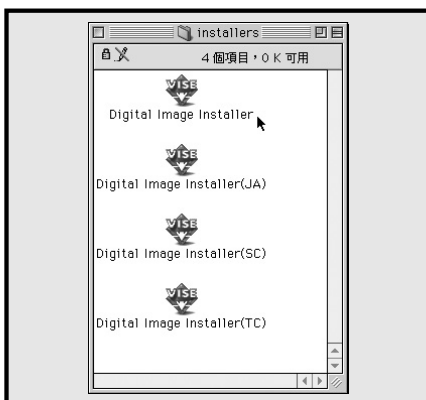 installers
4個項目，0 K 可用
VISE
Digital Image Installer
VISE
Digital Image Installer(JA)
VISE
Digital Image Installer(SC)
VISE
Digital Image Installer(TC)